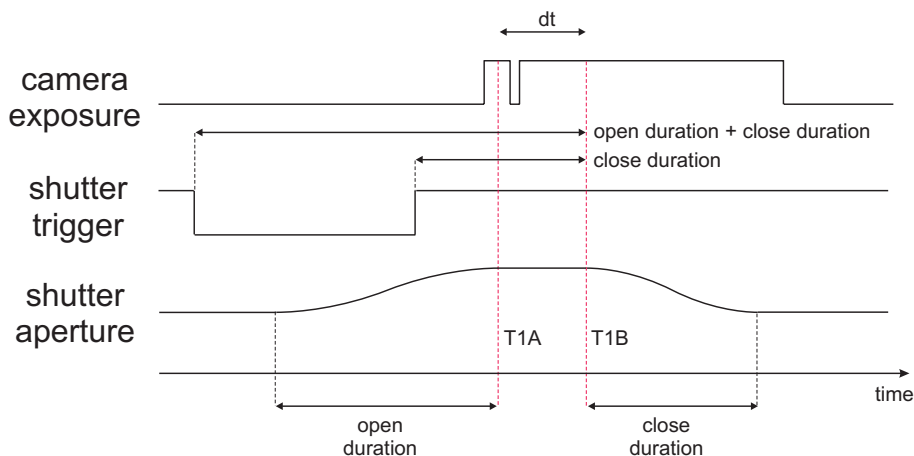 dt
camera
exposure
open duration + close duration
close duration
shutter
trigger
shutter
aperture
T1A
T1B
time
open
duration
close
duration